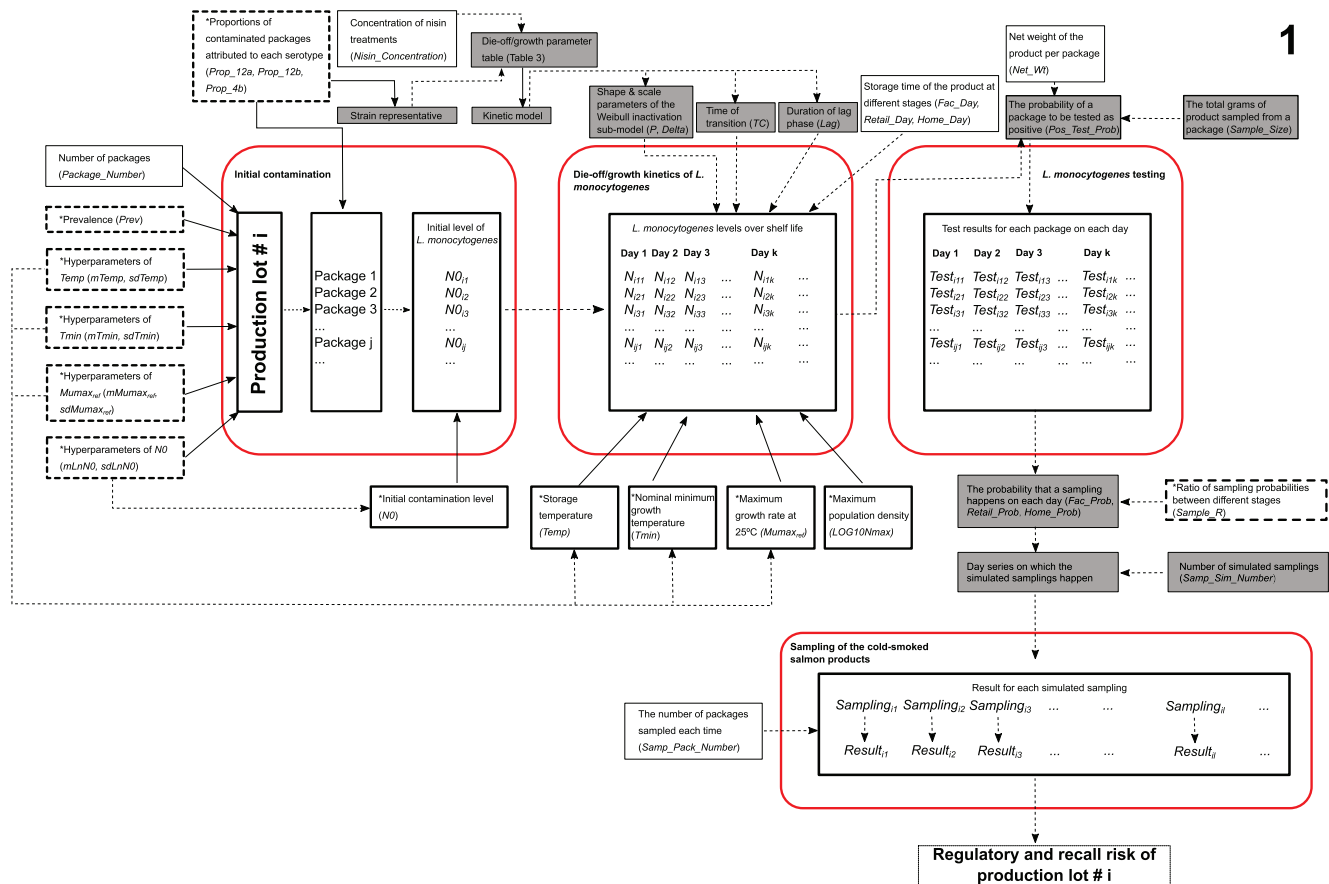 1
*Proportions of
contaminated packages
attributed to each serotype
(Prop_12a, Prop_12b,
Prop_4b)
Concentration of nisin
treatments
(Nisin_Concentration)
Die-off/growth parameter
table (Table 3)
Strain representative
Kinetic model
Shape & scale
parameters of the
Weibull inactivation
sub-model (P, Delta)
Time of
transition (TC)
Duration of lag
phase (Lag)
Storage time of the product at
different stages (Fac_Day,
Retail_Day, Home_Day)
Net weight of the
product per package
(Net_Wt)
The probability of a
package to be tested as
positive (Pos_Test_Prob)
The total grams of
product sampled from a
package (Sample_Size)
Number of packages
(Package_Number)
*Prevalence (Prev)
*Hyperparameters of
Temp (mTemp, sdTemp)
*Hyperparameters of
Tmin (mTmin, sdTmin)
*Hyperparameters of
Mumaxref (mMumaxref,
sdMumaxref)
*Hyperparameters of N0
(mLnN0, sdLnN0)
Initial contamination
Production lot # i
Package 1
Package 2
Package 3
...
Package j
...
Initial level of
L. monocytogenes
N0i1
N0i2
N0i3
...
N0ij
...
*Initial contamination level
(N0)
Die-off/growth kinetics of L.
monocytogenes
L. monocytogenes levels over shelf life
Day 1 Day 2 Day 3 Day k
Ni11 Ni12 Ni13 ... Ni1k ...
Ni21 Ni22 Ni23 ... Ni2k ...
Ni31 Ni32 Ni33 ... Ni3k ...
... ... ... ... ... ...
Nij1 Nij2 Nij3 ... Nijk ...
... ... ... ... ... ...
*Storage
temperature
(Temp)
*Nominal minimum
growth
temperature
(Tmin)
*Maximum
growth rate at
25ºC (Mumaxref)
*Maximum
population density
(LOG10Nmax)
L. monocytogenes testing
Test results for each package on each day
Day 1 Day 2 Day 3 Day k
Testi11 Testi12 Testi13 ... Testi1k ...
Testi21 Testi22 Testi23 ... Testi2k ...
Testi31 Testi32 Testi33 ... Testi3k ...
... ... ... ... ... ...
Testij1 Testij2 Testij3 ... Testijk ...
... ... ... ... ... ...
The probability that a sampling
happens on each day (Fac_Prob,
Retail_Prob. Home_Prob)
*Ratio of sampling probabilities
between different stages
(Sample_R)
Day series on which the
simulated samplings happen
Number of simulated samplings
(Samp_Sim_Number)
Sampling of the cold-smoked
salmon products
Result for each simulated sampling
Samplingi1 Samplingi2 Samplingi3 ... ... Samplingil ...
Resulti1 Resulti2 Resulti3 ... ... Resultil ...
The number of packages
sampled each time
(Samp_Pack_Number)
Regulatory and recall risk of
production lot # i